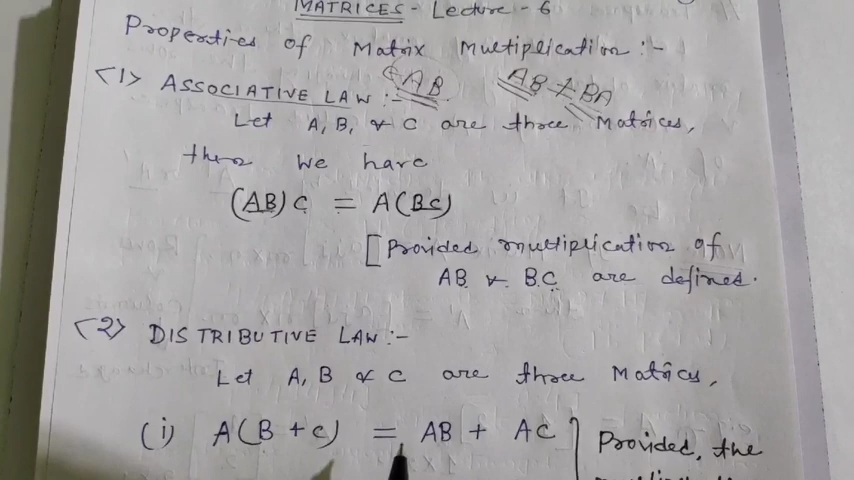 MATRICES - Lecture - 6
Properties of Matrix Multiplication :-
<1> ASSOCIATIVE LAW :- AB AB ≠ BA
Let A, B, & C are three Matrices,
then we have
(AB)C = A(BC)
[Provided multiplication of
AB & BC are defined.
<2> DISTRIBUTIVE LAW :-
Let A, B & C are three Matrices,
(i) A(B + C) = AB + AC ] Provided, the